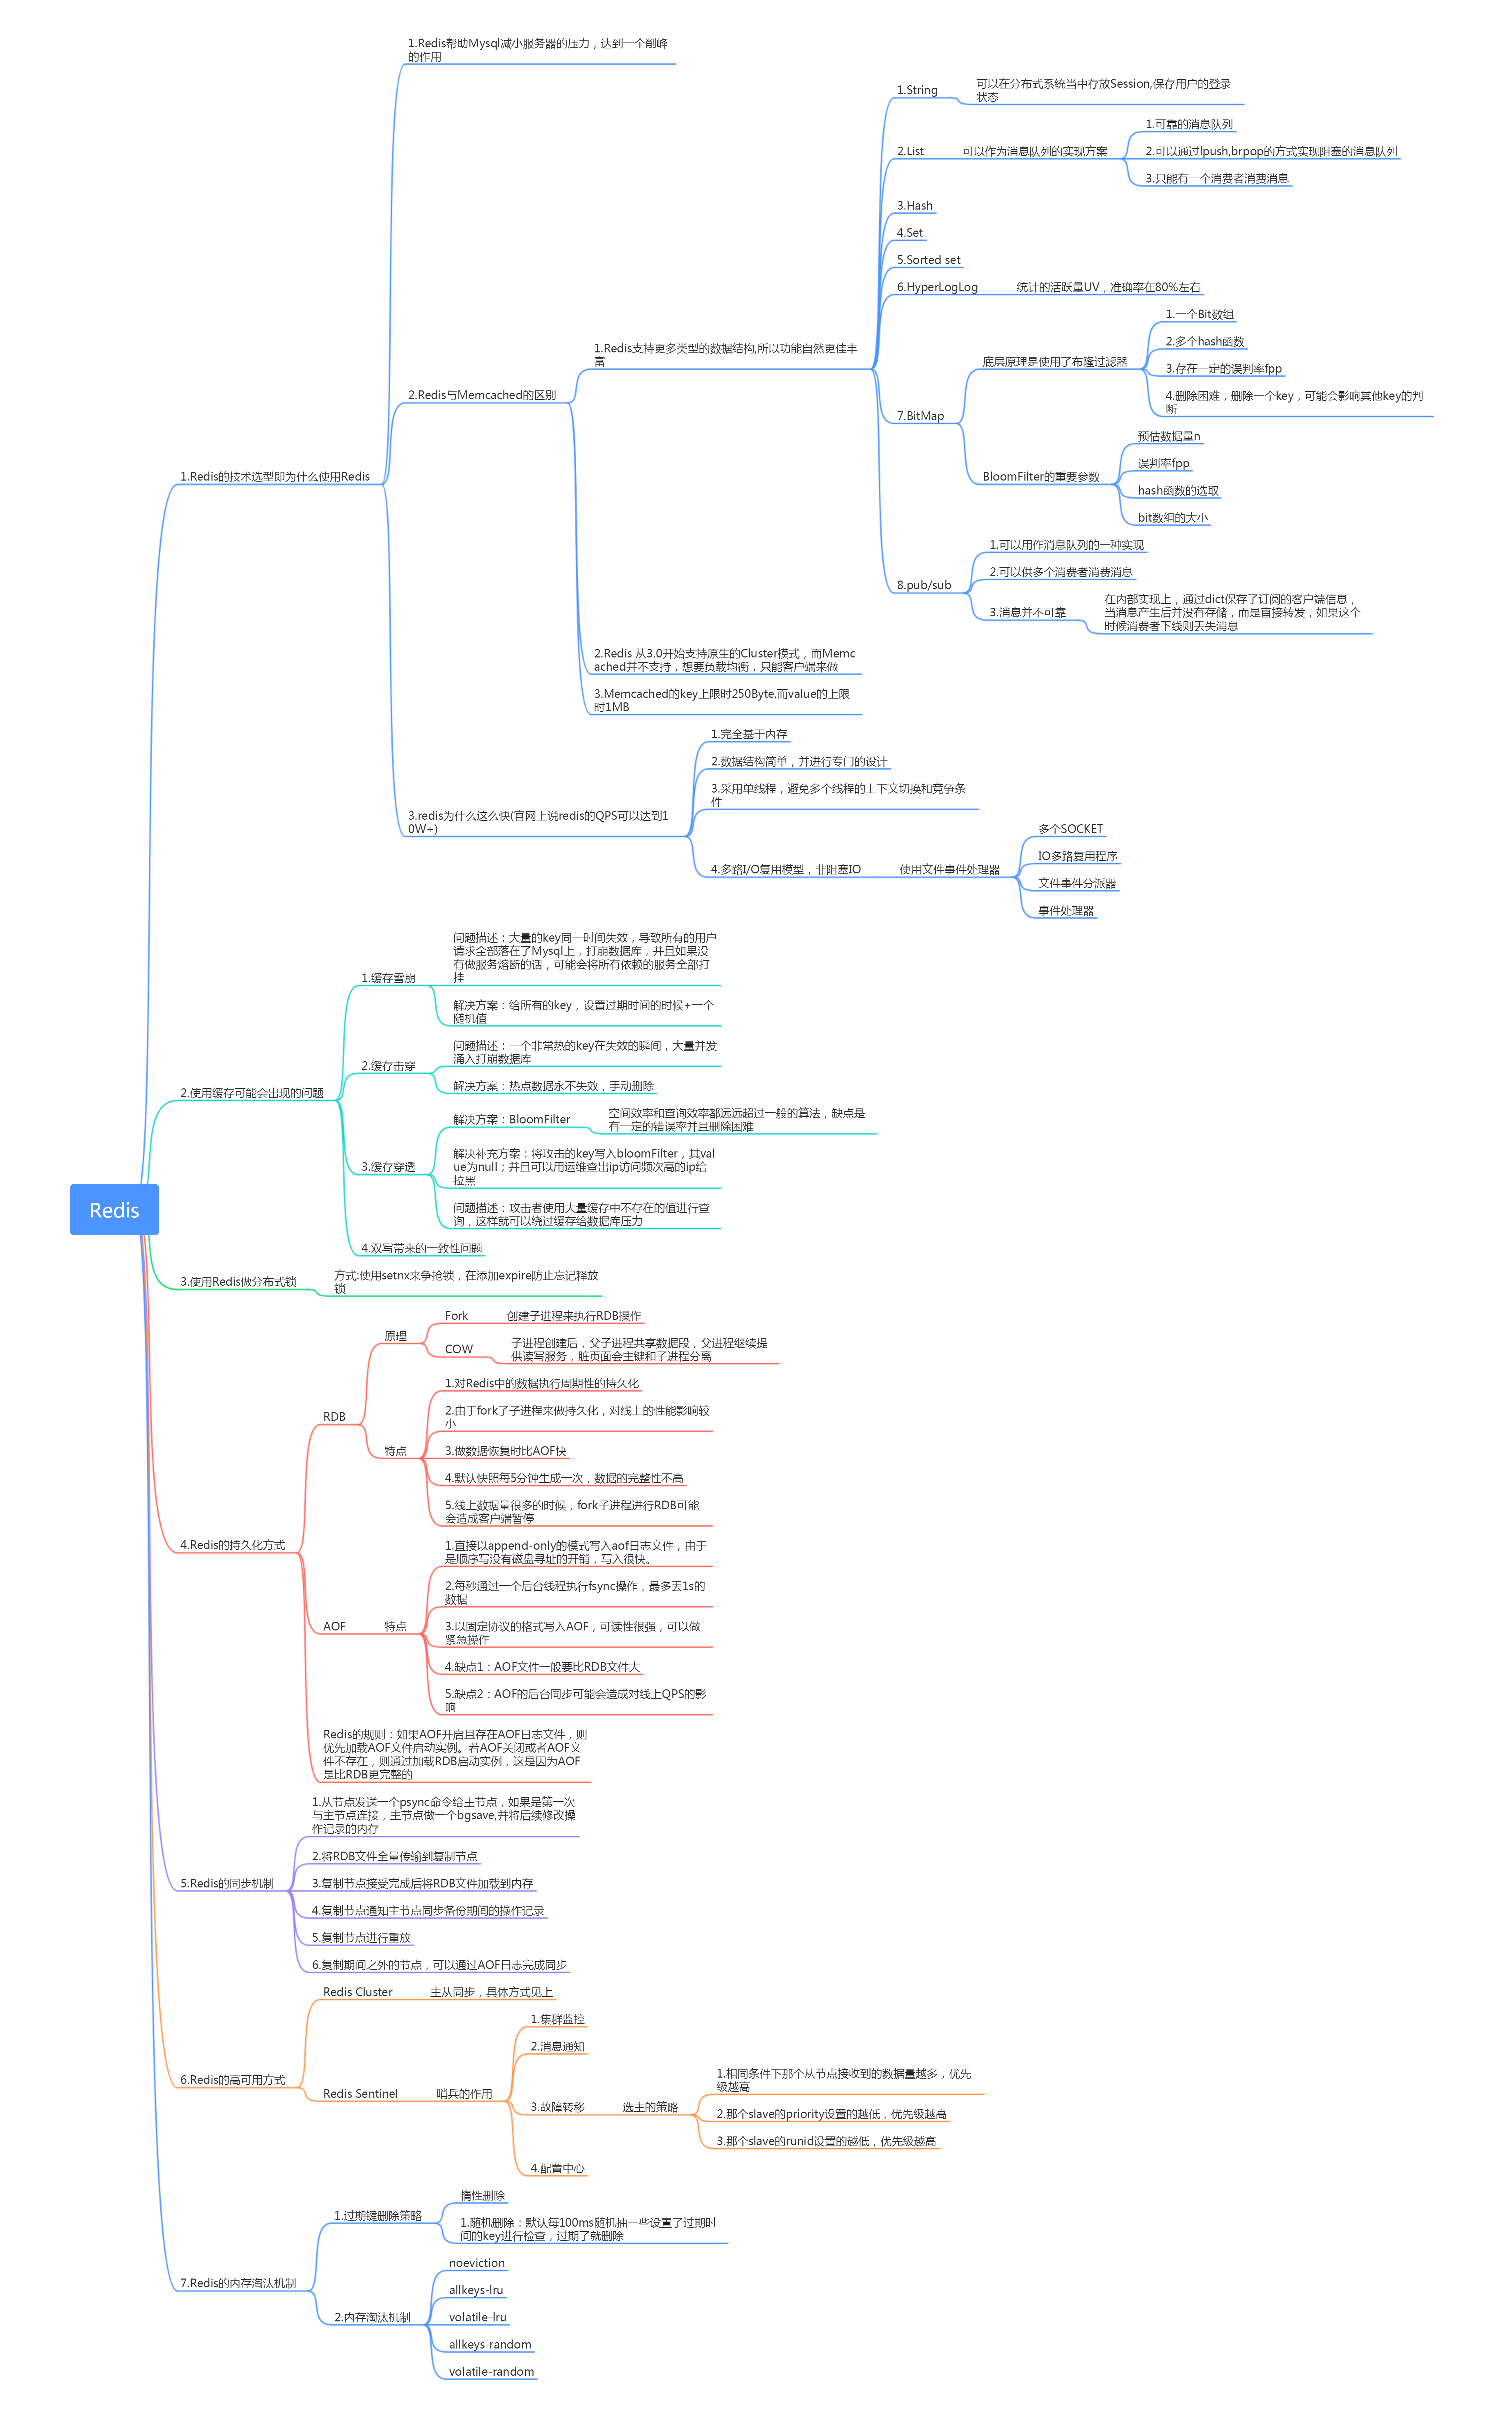 Redis
1.Redis的技术选型即为什么使用Redis
1.Redis帮助Mysql减小服务器的压力，达到一个削峰
的作用
2.Redis与Memcached的区别
1.Redis支持更多类型的数据结构,所以功能自然更佳丰
富
1.String
可以在分布式系统当中存放Session,保存用户的登录
状态
2.List
可以作为消息队列的实现方案
1.可靠的消息队列
2.可以通过lpush,brpop的方式实现阻塞的消息队列
3.只能有一个消费者消费消息
3.Hash
4.Set
5.Sorted set
6.HyperLogLog
统计的活跃量UV，准确率在80%左右
7.BitMap
底层原理是使用了布隆过滤器
1.一个Bit数组
2.多个hash函数
3.存在一定的误判率fpp
4.删除困难，删除一个key，可能会影响其他key的判
断
BloomFilter的重要参数
预估数据量n
误判率fpp
hash函数的选取
bit数组的大小
8.pub/sub
1.可以用作消息队列的一种实现
2.可以供多个消费者消费消息
3.消息并不可靠
在内部实现上，通过dict保存了订阅的客户端信息，
当消息产生后并没有存储，而是直接转发，如果这个
时候消费者下线则丢失消息
2.Redis 从3.0开始支持原生的Cluster模式，而Memc
ached并不支持，想要负载均衡，只能客户端来做
3.Memcached的key上限时250Byte,而value的上限
时1MB
3.redis为什么这么快(官网上说redis的QPS可以达到1
0W+)
1.完全基于内存
2.数据结构简单，并进行专门的设计
3.采用单线程，避免多个线程的上下文切换和竞争条
件
4.多路I/O复用模型，非阻塞IO
使用文件事件处理器
多个SOCKET
IO多路复用程序
文件事件分派器
事件处理器
2.使用缓存可能会出现的问题
1.缓存雪崩
问题描述：大量的key同一时间失效，导致所有的用户
请求全部落在了Mysql上，打崩数据库，并且如果没
有做服务熔断的话，可能会将所有依赖的服务全部打
挂
解决方案：给所有的key，设置过期时间的时候+一个
随机值
2.缓存击穿
问题描述：一个非常热的key在失效的瞬间，大量并发
涌入打崩数据库
解决方案：热点数据永不失效，手动删除
3.缓存穿透
解决方案：BloomFilter
空间效率和查询效率都远远超过一般的算法，缺点是
有一定的错误率并且删除困难
解决补充方案：将攻击的key写入bloomFilter，其val
ue为null；并且可以用运维查出ip访问频次高的ip给
拉黑
问题描述：攻击者使用大量缓存中不存在的值进行查
询，这样就可以绕过缓存给数据库压力
4.双写带来的一致性问题
3.使用Redis做分布式锁
方式:使用setnx来争抢锁，在添加expire防止忘记释放
锁
4.Redis的持久化方式
RDB
原理
Fork
创建子进程来执行RDB操作
COW
子进程创建后，父子进程共享数据段，父进程继续提
供读写服务，脏页面会主键和子进程分离
特点
1.对Redis中的数据执行周期性的持久化
2.由于fork了子进程来做持久化，对线上的性能影响较
小
3.做数据恢复时比AOF快
4.默认快照每5分钟生成一次，数据的完整性不高
5.线上数据量很多的时候，fork子进程进行RDB可能
会造成客户端暂停
AOF
特点
1.直接以append-only的模式写入aof日志文件，由于
是顺序写没有磁盘寻址的开销，写入很快。
2.每秒通过一个后台线程执行fsync操作，最多丢1s的
数据
3.以固定协议的格式写入AOF，可读性很强，可以做
紧急操作
4.缺点1：AOF文件一般要比RDB文件大
5.缺点2：AOF的后台同步可能会造成对线上QPS的影
响
Redis的规则：如果AOF开启且存在AOF日志文件，则
优先加载AOF文件启动实例。若AOF关闭或者AOF文
件不存在，则通过加载RDB启动实例，这是因为AOF
是比RDB更完整的
5.Redis的同步机制
1.从节点发送一个psync命令给主节点，如果是第一次
与主节点连接，主节点做一个bgsave,并将后续修改操
作记录的内存
2.将RDB文件全量传输到复制节点
3.复制节点接受完成后将RDB文件加载到内存
4.复制节点通知主节点同步备份期间的操作记录
5.复制节点进行重放
6.复制期间之外的节点，可以通过AOF日志完成同步
6.Redis的高可用方式
Redis Cluster
主从同步，具体方式见上
Redis Sentinel
哨兵的作用
1.集群监控
2.消息通知
3.故障转移
选主的策略
1.相同条件下那个从节点接收到的数据量越多，优先
级越高
2.那个slave的priority设置的越低，优先级越高
3.那个slave的runid设置的越低，优先级越高
4.配置中心
7.Redis的内存淘汰机制
1.过期键删除策略
惰性删除
1.随机删除：默认每100ms随机抽一些设置了过期时
间的key进行检查，过期了就删除
2.内存淘汰机制
noeviction
allkeys-lru
volatile-lru
allkeys-random
volatile-random